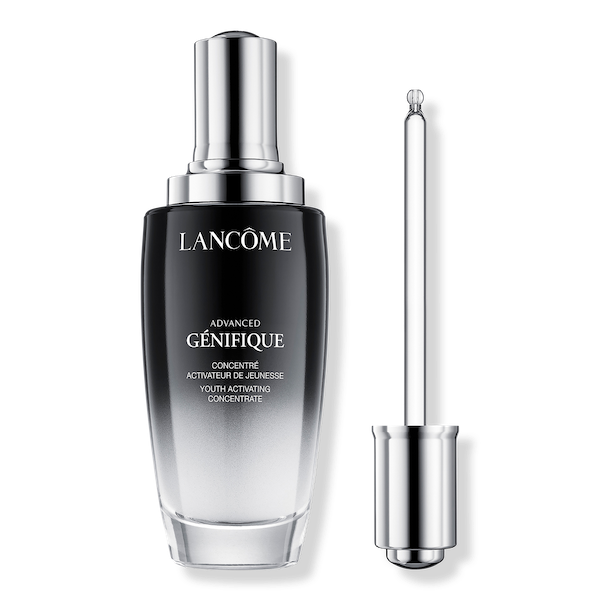 LANCÔME
ADVANCED
GÉNIFIQUE
CONCENTRÉ
ACTIVATEUR DE JEUNESSE
YOUTH ACTIVATING
CONCENTRATE